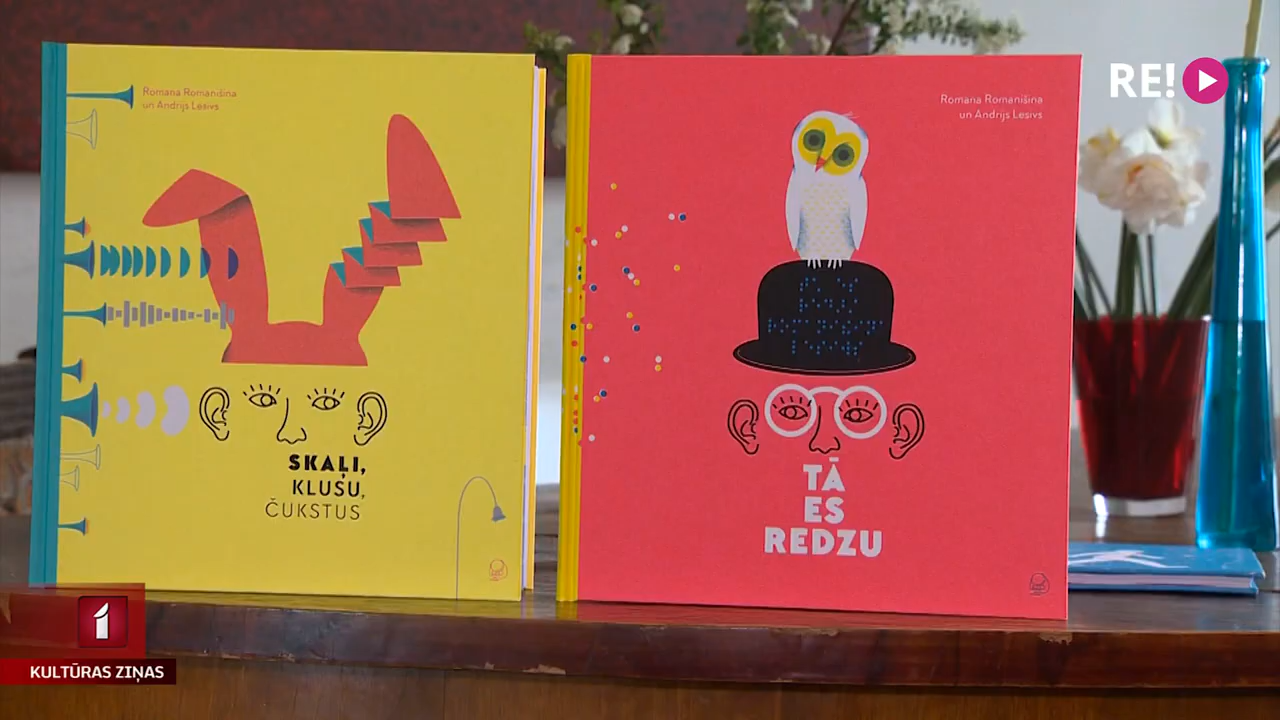 RE!
Romana Romanišina
un Andrijs Lesivs
SKAĻI,
KLUSU,
ČUKSTUS
Romana Romanišina
un Andrijs Lesivs
TĀ
ES
REDZU
1
KULTŪRAS ZIŅAS